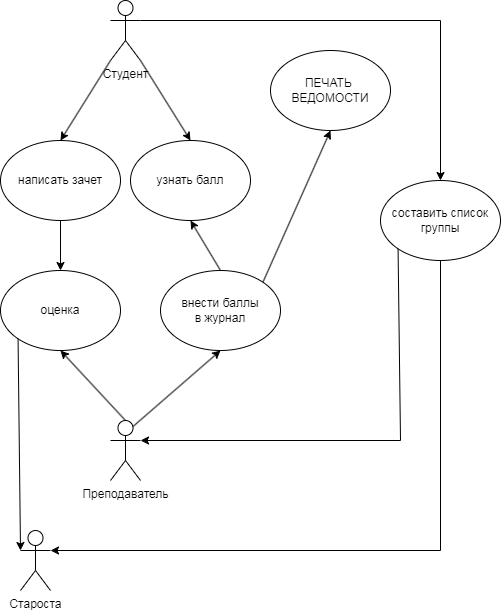 Студент
ПЕЧАТЬ
ВЕДОМОСТИ
написать зачет
узнать балл
составить список
группы
оценка
внести баллы
в журнал
Преподаватель
Староста